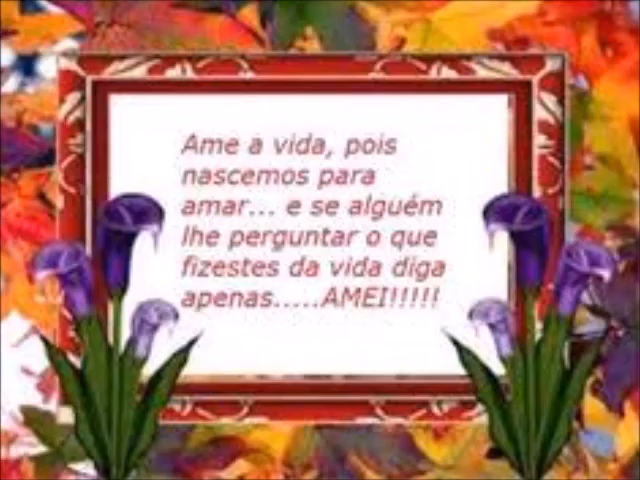 Ame a vida, pois
nascemos para
amar... e se alguém
lhe perguntar o que
fizestes da vida diga
apenas.....AMEI!!!!!